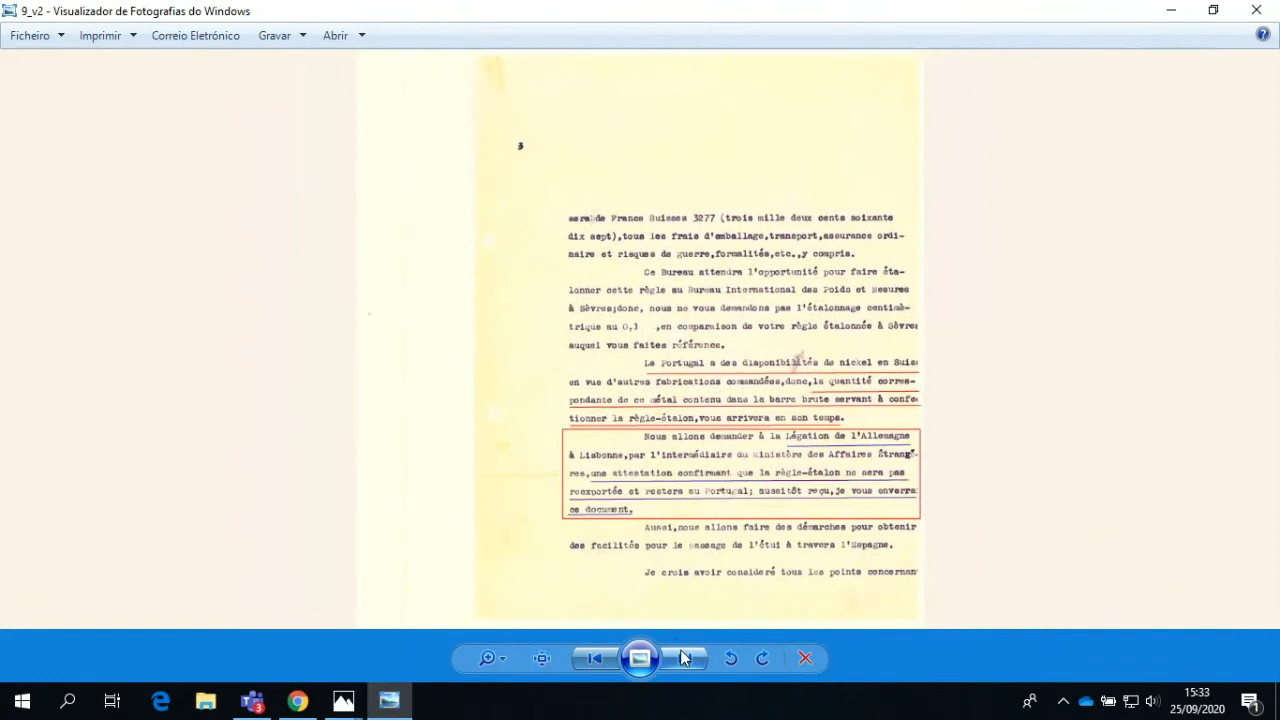 9_v2 - Visualizador de Fotografias do Windows
Ficheiro Imprimir Correio Eletrónico Gravar Abrir
3
serabde Francs Suisses 3277 (trois mille deux cents soixante
dix sept),tous les frais d'emballage,transport,assurance ordi-
naire et risques de guerre,formalités,etc.,y compris.
Ce Bureau attendra l'opportunité pour faire éta-
lonner cette règle au Bureau International des Poids et Mesures
à Sèvres;donc, nous ne vous demandons pas l'étalonnage centimè-
trique au 0,1 ,en comparaison de votre règle étalonnée à Sèvres
auquel vous faites référence.
Le Portugal a des disponibilités de nickel en Suis
en vue d'autres fabrications commandées,donc,la quantité corres-
pondante de ce métal contenu dans la barre brute servant à confe
tionner la règle-étalon,vous arrivera en son temps.
Nous allons demander à la Légation de l'Allemagne
à Lisbonne,par l'intermédiaire du Ministère des Affaires Étrangè-
res,une attestation confirmant que la règle-étalon ne sera pas
reexportée et restera au Portugal; aussitôt reçu,je vous enverra
ce document.
Aussi,nous allons faire des démarches pour obtenir
des facilités pour le passage de l'étui à travers l'Espagne.
Je crois avoir consideré tous les points concernan
15:33
25/09/2020
3
1